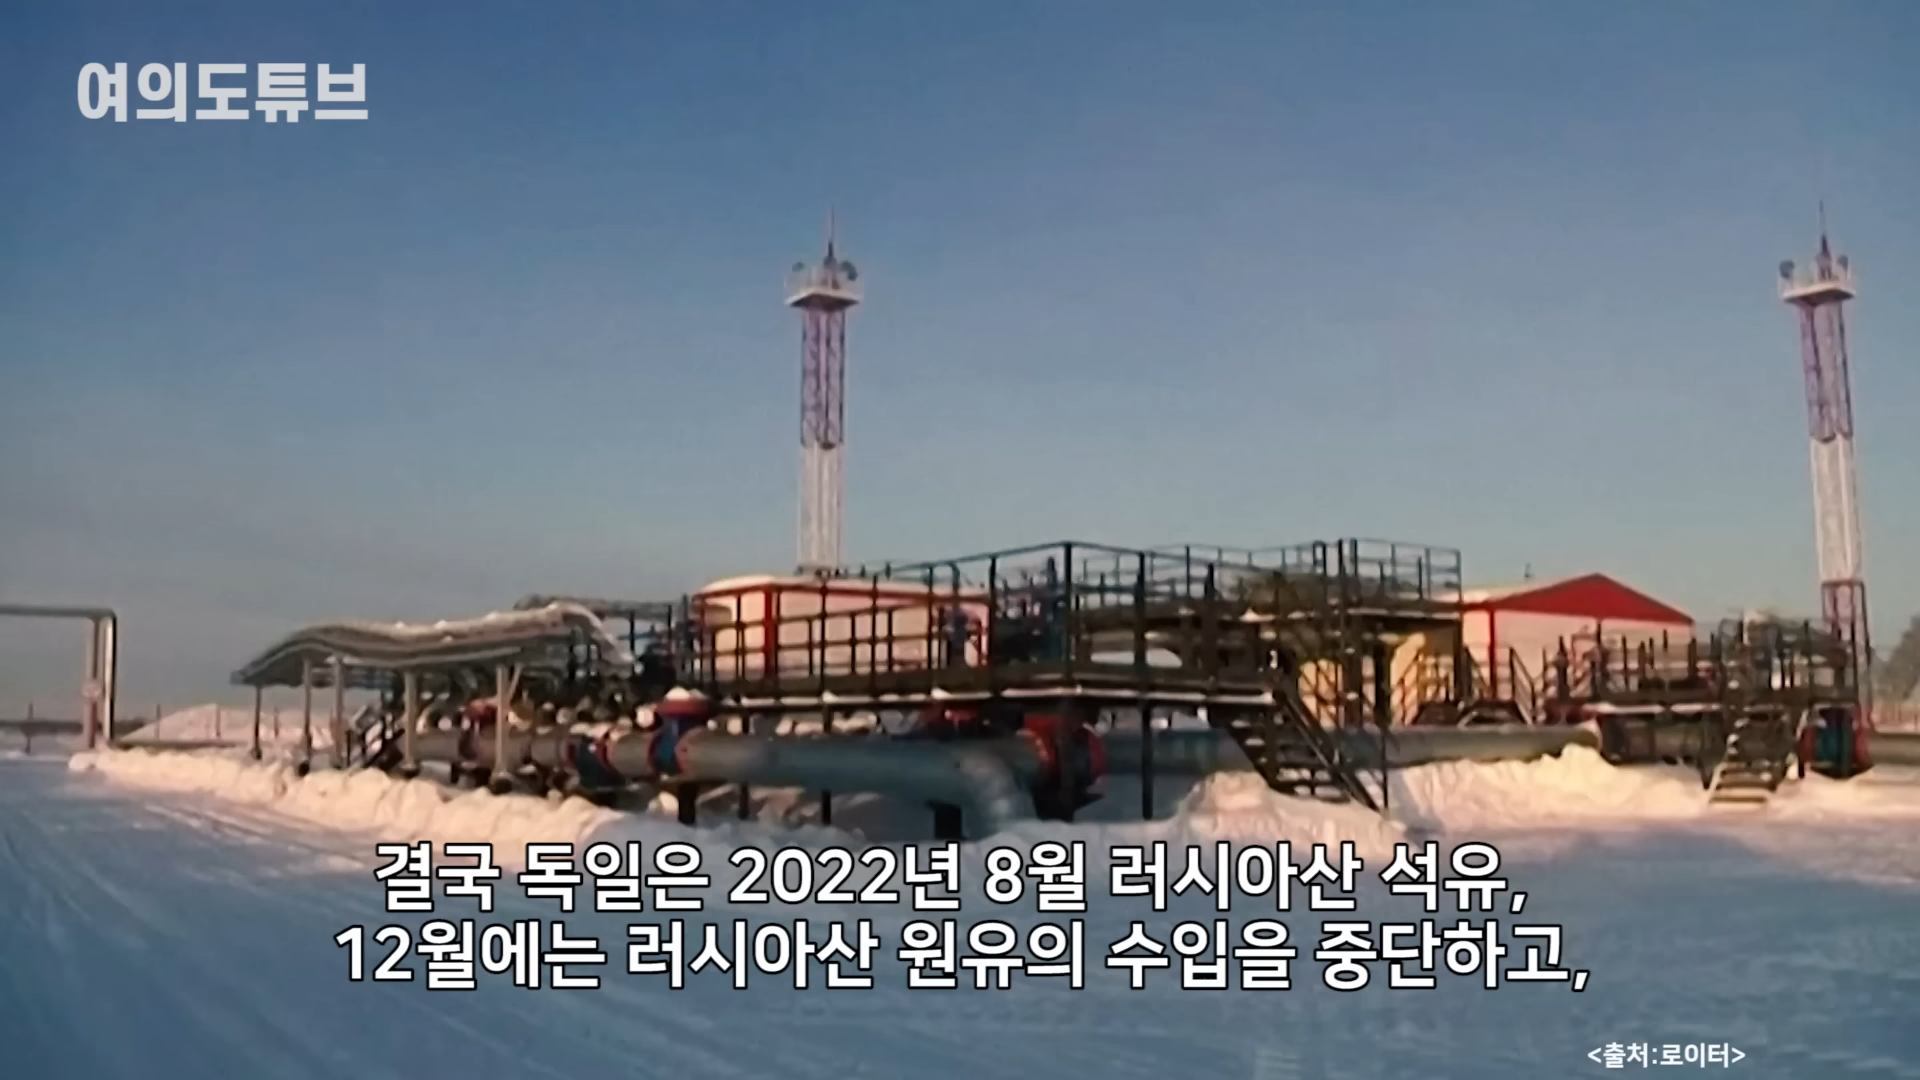 여의도튜브
결국 독일은 2022년 8월 러시아산 석유,
12월에는 러시아산 원유의 수입을 중단하고,
<출처:로이터>